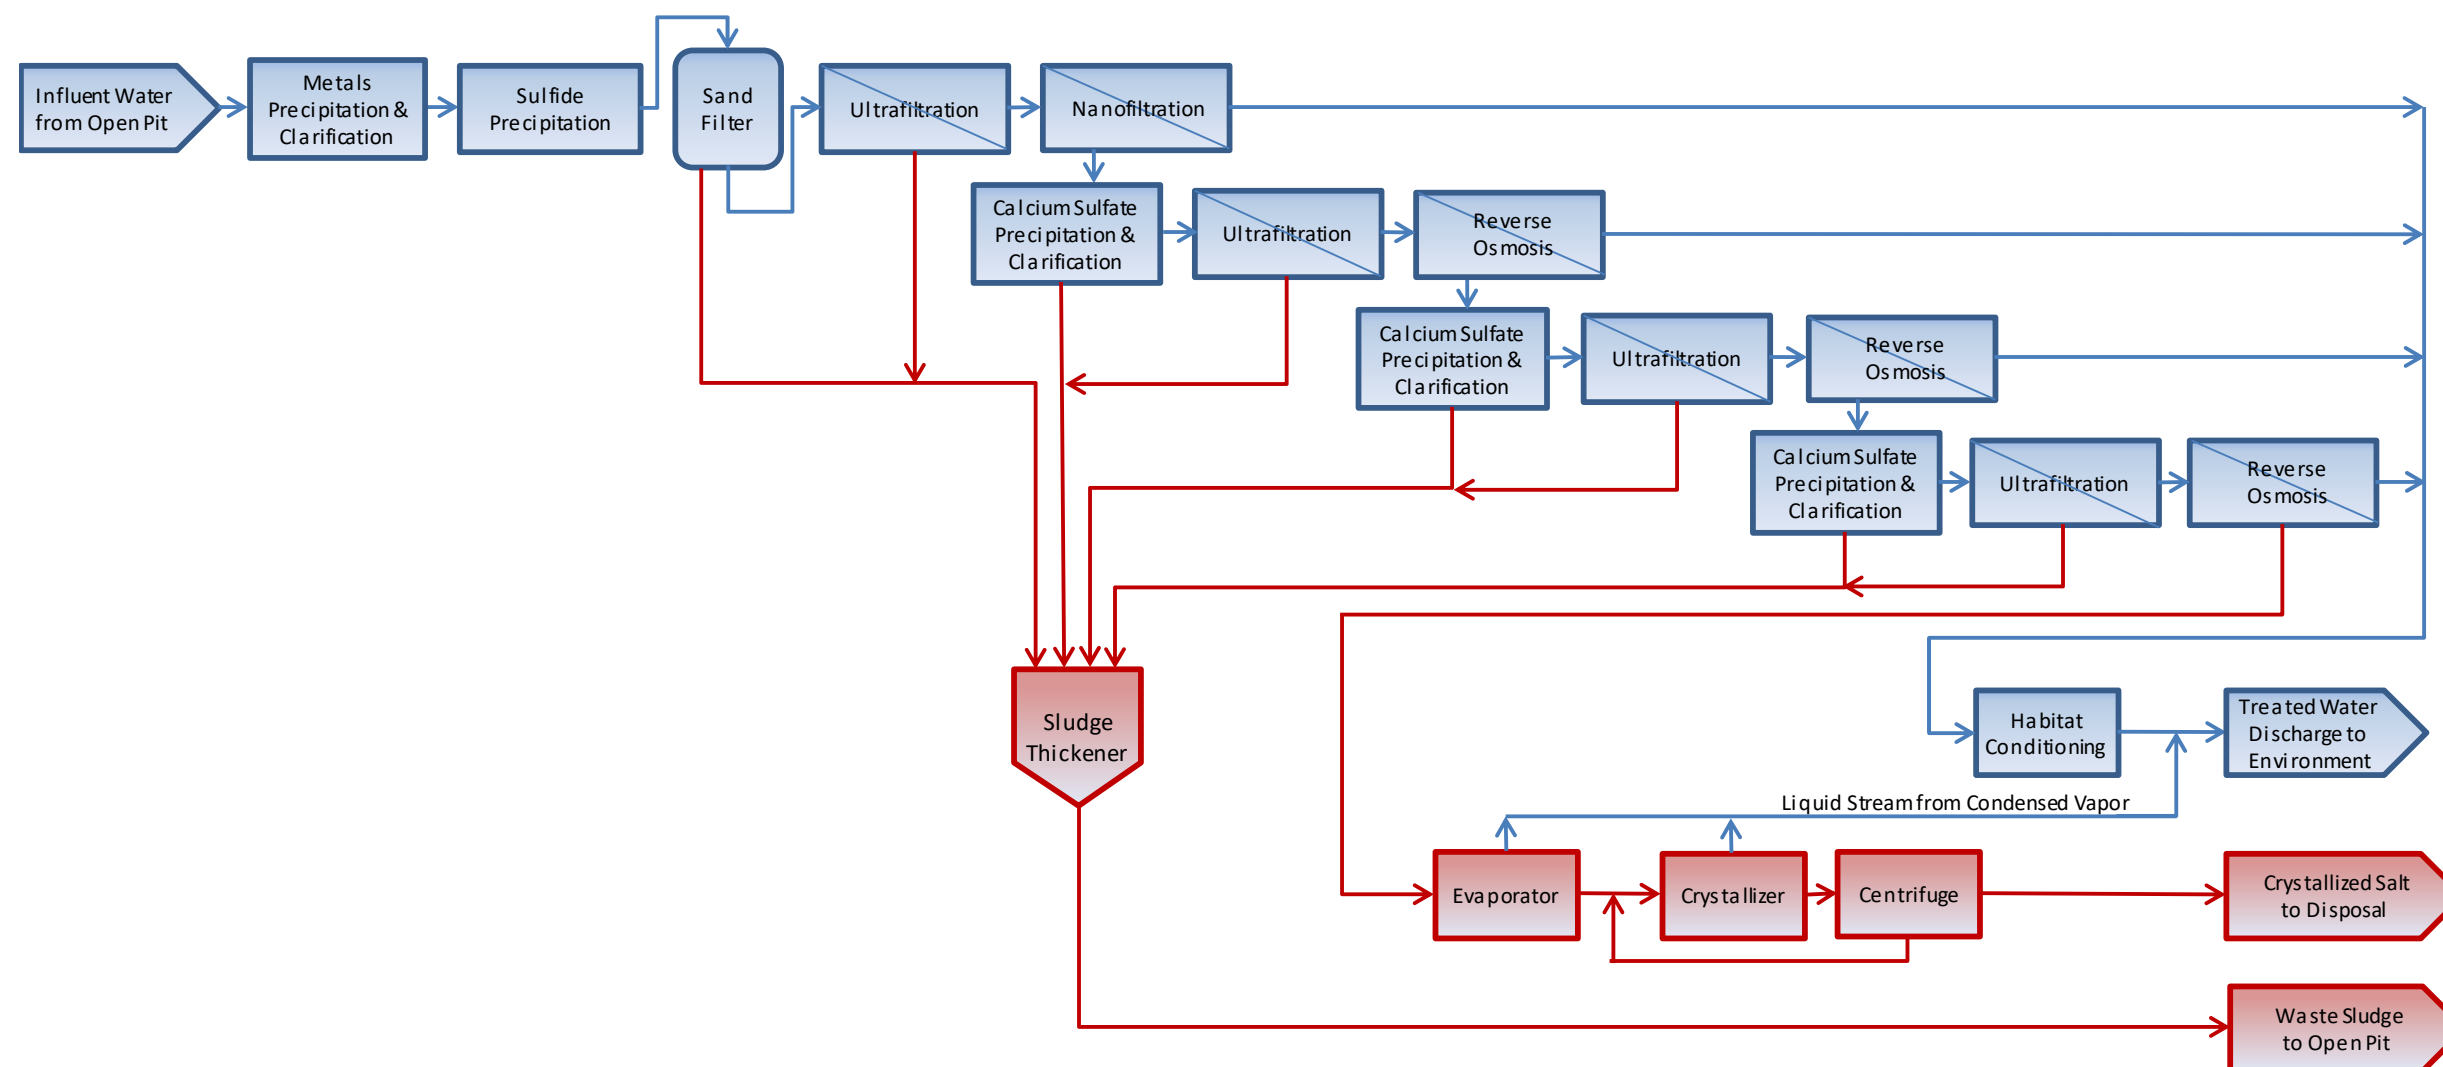 Influent Water
from Open Pit
Metals
Precipitation &
Clarification
Sulfide
Precipitation
Sand
Filter
Ultrafiltration
Nanofiltration
Calcium Sulfate
Precipitation &
Clarification
Ultrafiltration
Reverse
Osmosis
Calcium Sulfate
Precipitation &
Clarification
Ultrafiltration
Reverse
Osmosis
Calcium Sulfate
Precipitation &
Clarification
Ultrafiltration
Reverse
Osmosis
Sludge
Thickener
Habitat
Conditioning
Treated Water
Discharge to
Environment
Liquid Stream from Condensed Vapor
Evaporator
Crystallizer
Centrifuge
Crystallized Salt
to Disposal
Waste Sludge
to Open Pit